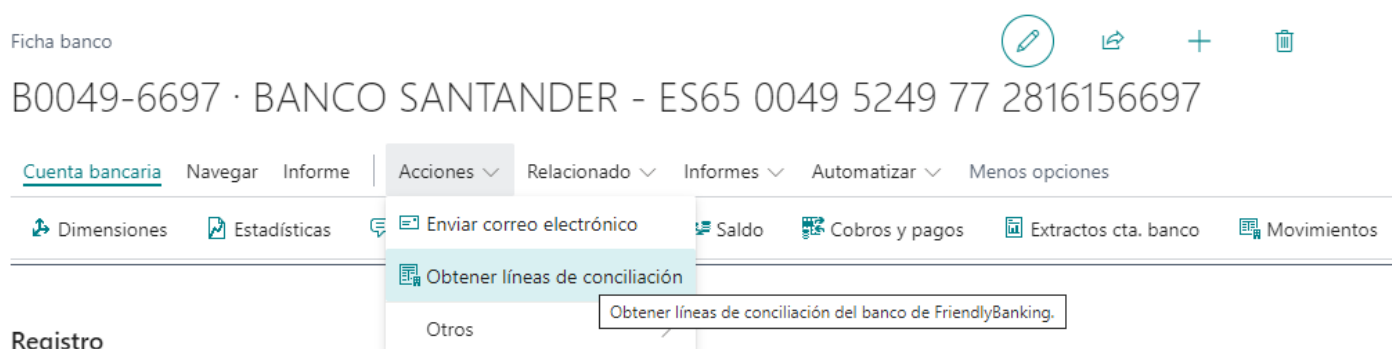 Ficha banco
B0049-6697 · BANCO SANTANDER - ES65 0049 5249 77 2816156697
Cuenta bancaria Navegar Informe Acciones Relacionado Informes Automatizar Menos opciones
Dimensiones Estadísticas Enviar correo electrónico Saldo Cobros y pagos Extractos cta. banco Movimientos
Obtener líneas de conciliación
Obtener líneas de conciliación del banco de FriendlyBanking.
Otros
Registro